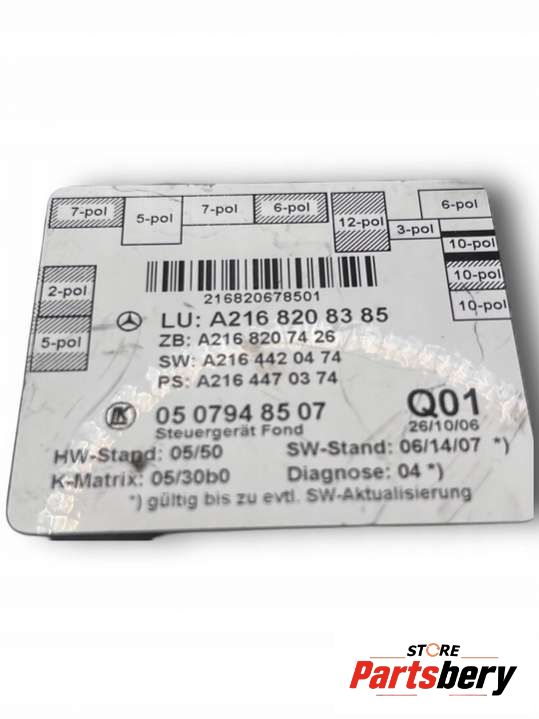 7-pol
5-pol
7-pol
6-pol
12-pol
3-pol
6-pol
10-pol
10-pol
10-pol
2-pol
5-pol
216820678501
LU: A216 820 83 85
ZB: A216 820 74 26
SW: A216 442 04 74
PS: A216 447 03 74
LK 05 0794 85 07
Q01
Steuergerät Fond
26/10/06
HW-Stand: 05/50 SW-Stand: 06/14/07 *)
K-Matrix: 05/30b0 Diagnose: 04 *)
*) gültig bis zu evtl. SW-Aktualisierung
STORE
Partsbery